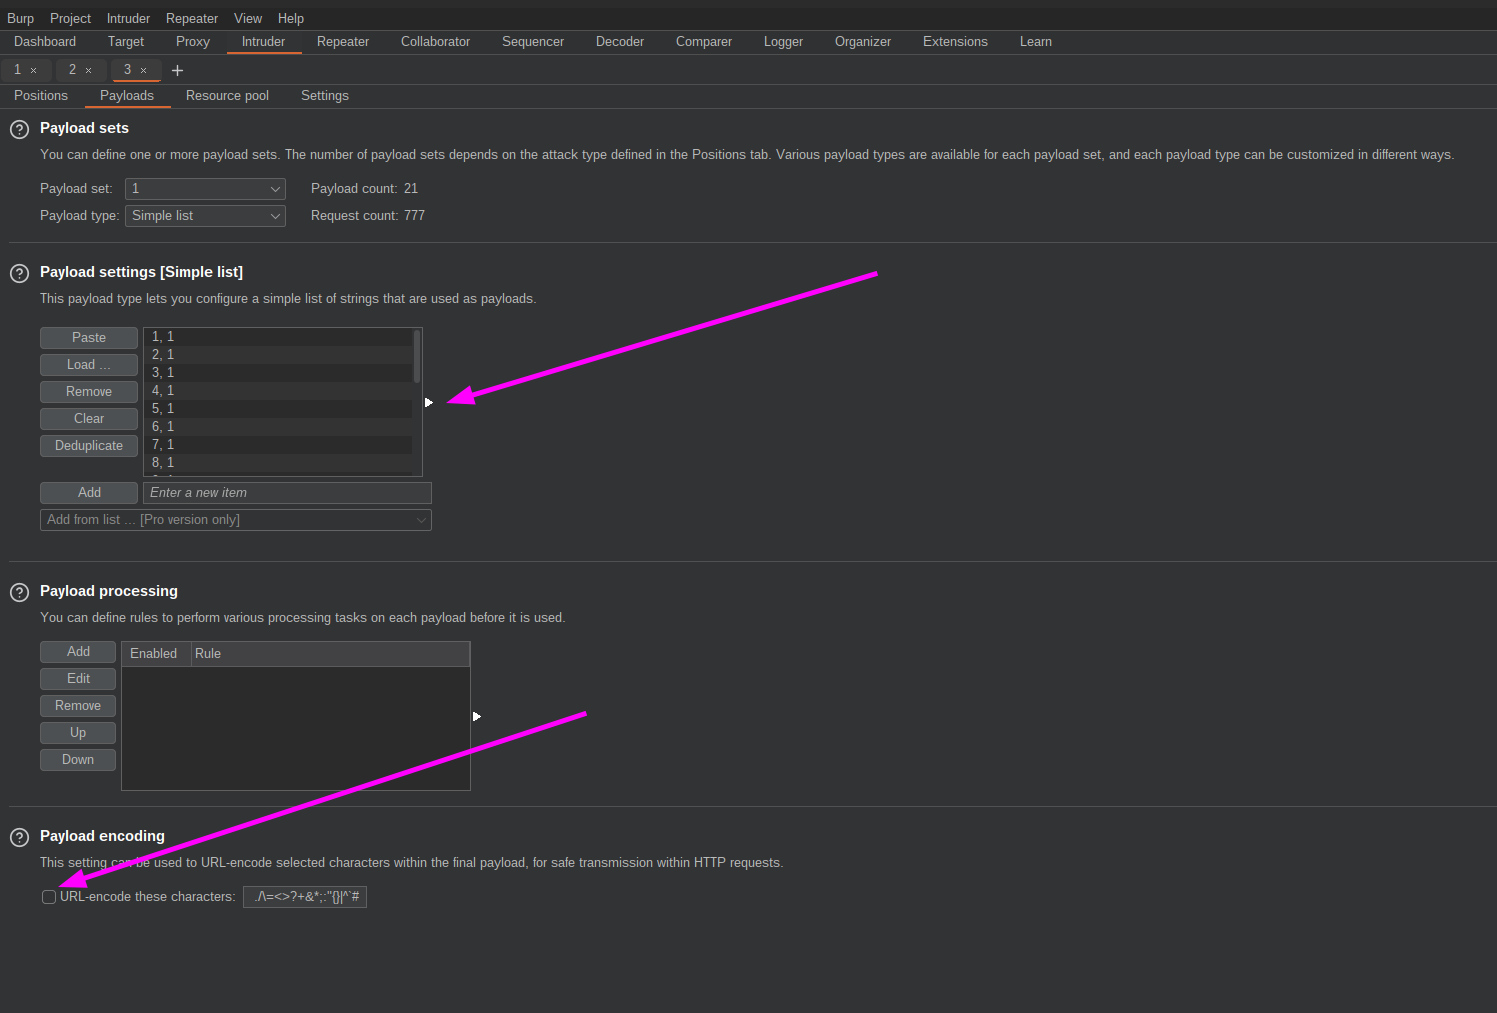 Burp Project Intruder Repeater View Help
Dashboard Target Proxy Intruder Repeater Collaborator Sequencer Decoder Comparer Logger Organizer Extensions Learn
1 × 2 × 3 × +
Positions Payloads Resource pool Settings
Payload sets
You can define one or more payload sets. The number of payload sets depends on the attack type defined in the Positions tab. Various payload types are available for each payload set, and each payload type can be customized in different ways.
Payload set: 1 Payload count: 21
Payload type: Simple list Request count: 777
Payload settings [Simple list]
This payload type lets you configure a simple list of strings that are used as payloads.
Paste
Load ...
Remove
Clear
Deduplicate
1, 1
2, 1
3, 1
4, 1
5, 1
6, 1
7, 1
8, 1
Add Enter a new item
Add from list ... [Pro version only]
Payload processing
You can define rules to perform various processing tasks on each payload before it is used.
Add
Edit
Remove
Up
Down
Enabled Rule
Payload encoding
This setting can be used to URL-encode selected characters within the final payload, for safe transmission within HTTP requests.
URL-encode these characters: ./\=<>?+&*;:"{}|^`#